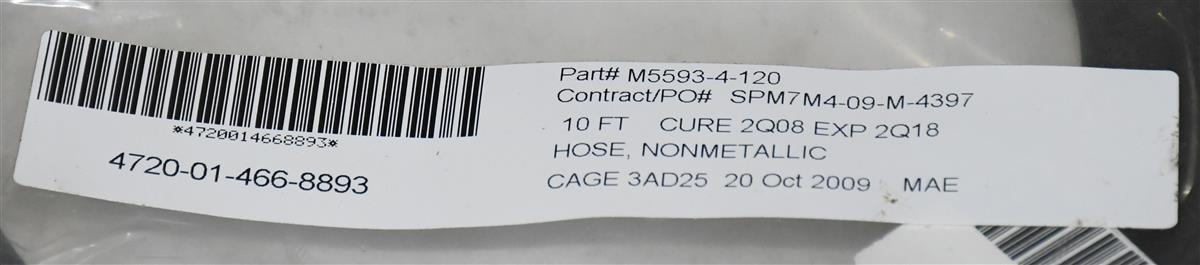 *4720014668893*
4720-01-466-8893
Part# M5593-4-120
Contract/PO# SPM7M4-09-M-4397
10 FT CURE 2Q08 EXP 2Q18
HOSE, NONMETALLIC
CAGE 3AD25 20 Oct 2009 MAE